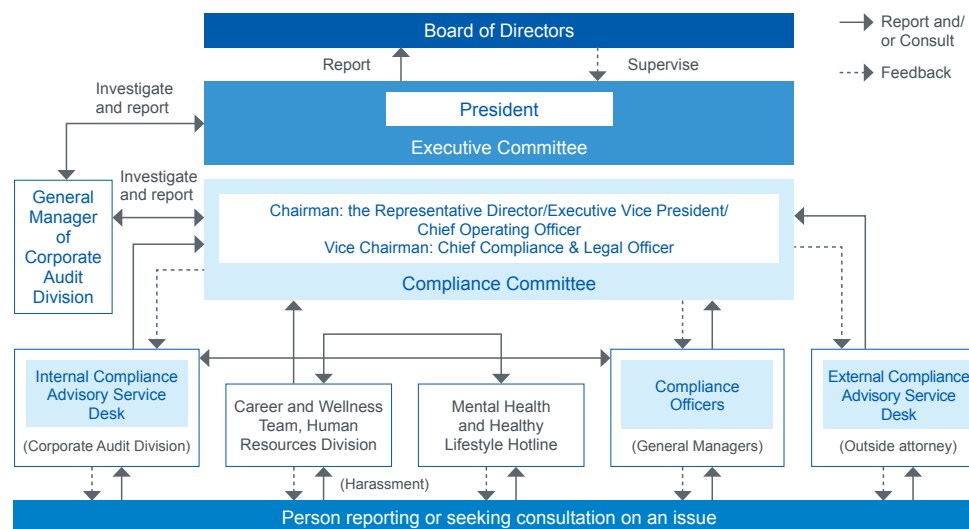 Board of Directors
Report and/
or Consult
Report
Supervise
Feedback
Investigate
and report
President
Executive Committee
General
Manager
of
Corporate
Audit
Division
Investigate
and report
Chairman: the Representative Director/Executive Vice President/
Chief Operating Officer
Vice Chairman: Chief Compliance & Legal Officer
Compliance Committee
Internal Compliance
Advisory Service
Desk
(Corporate Audit Division)
Career and Wellness
Team, Human
Resources Division
Mental Health
and Healthy
Lifestyle Hotline
Compliance
Officers
(General Managers)
External Compliance
Advisory Service
Desk
(Outside attorney)
(Harassment)
Person reporting or seeking consultation on an issue